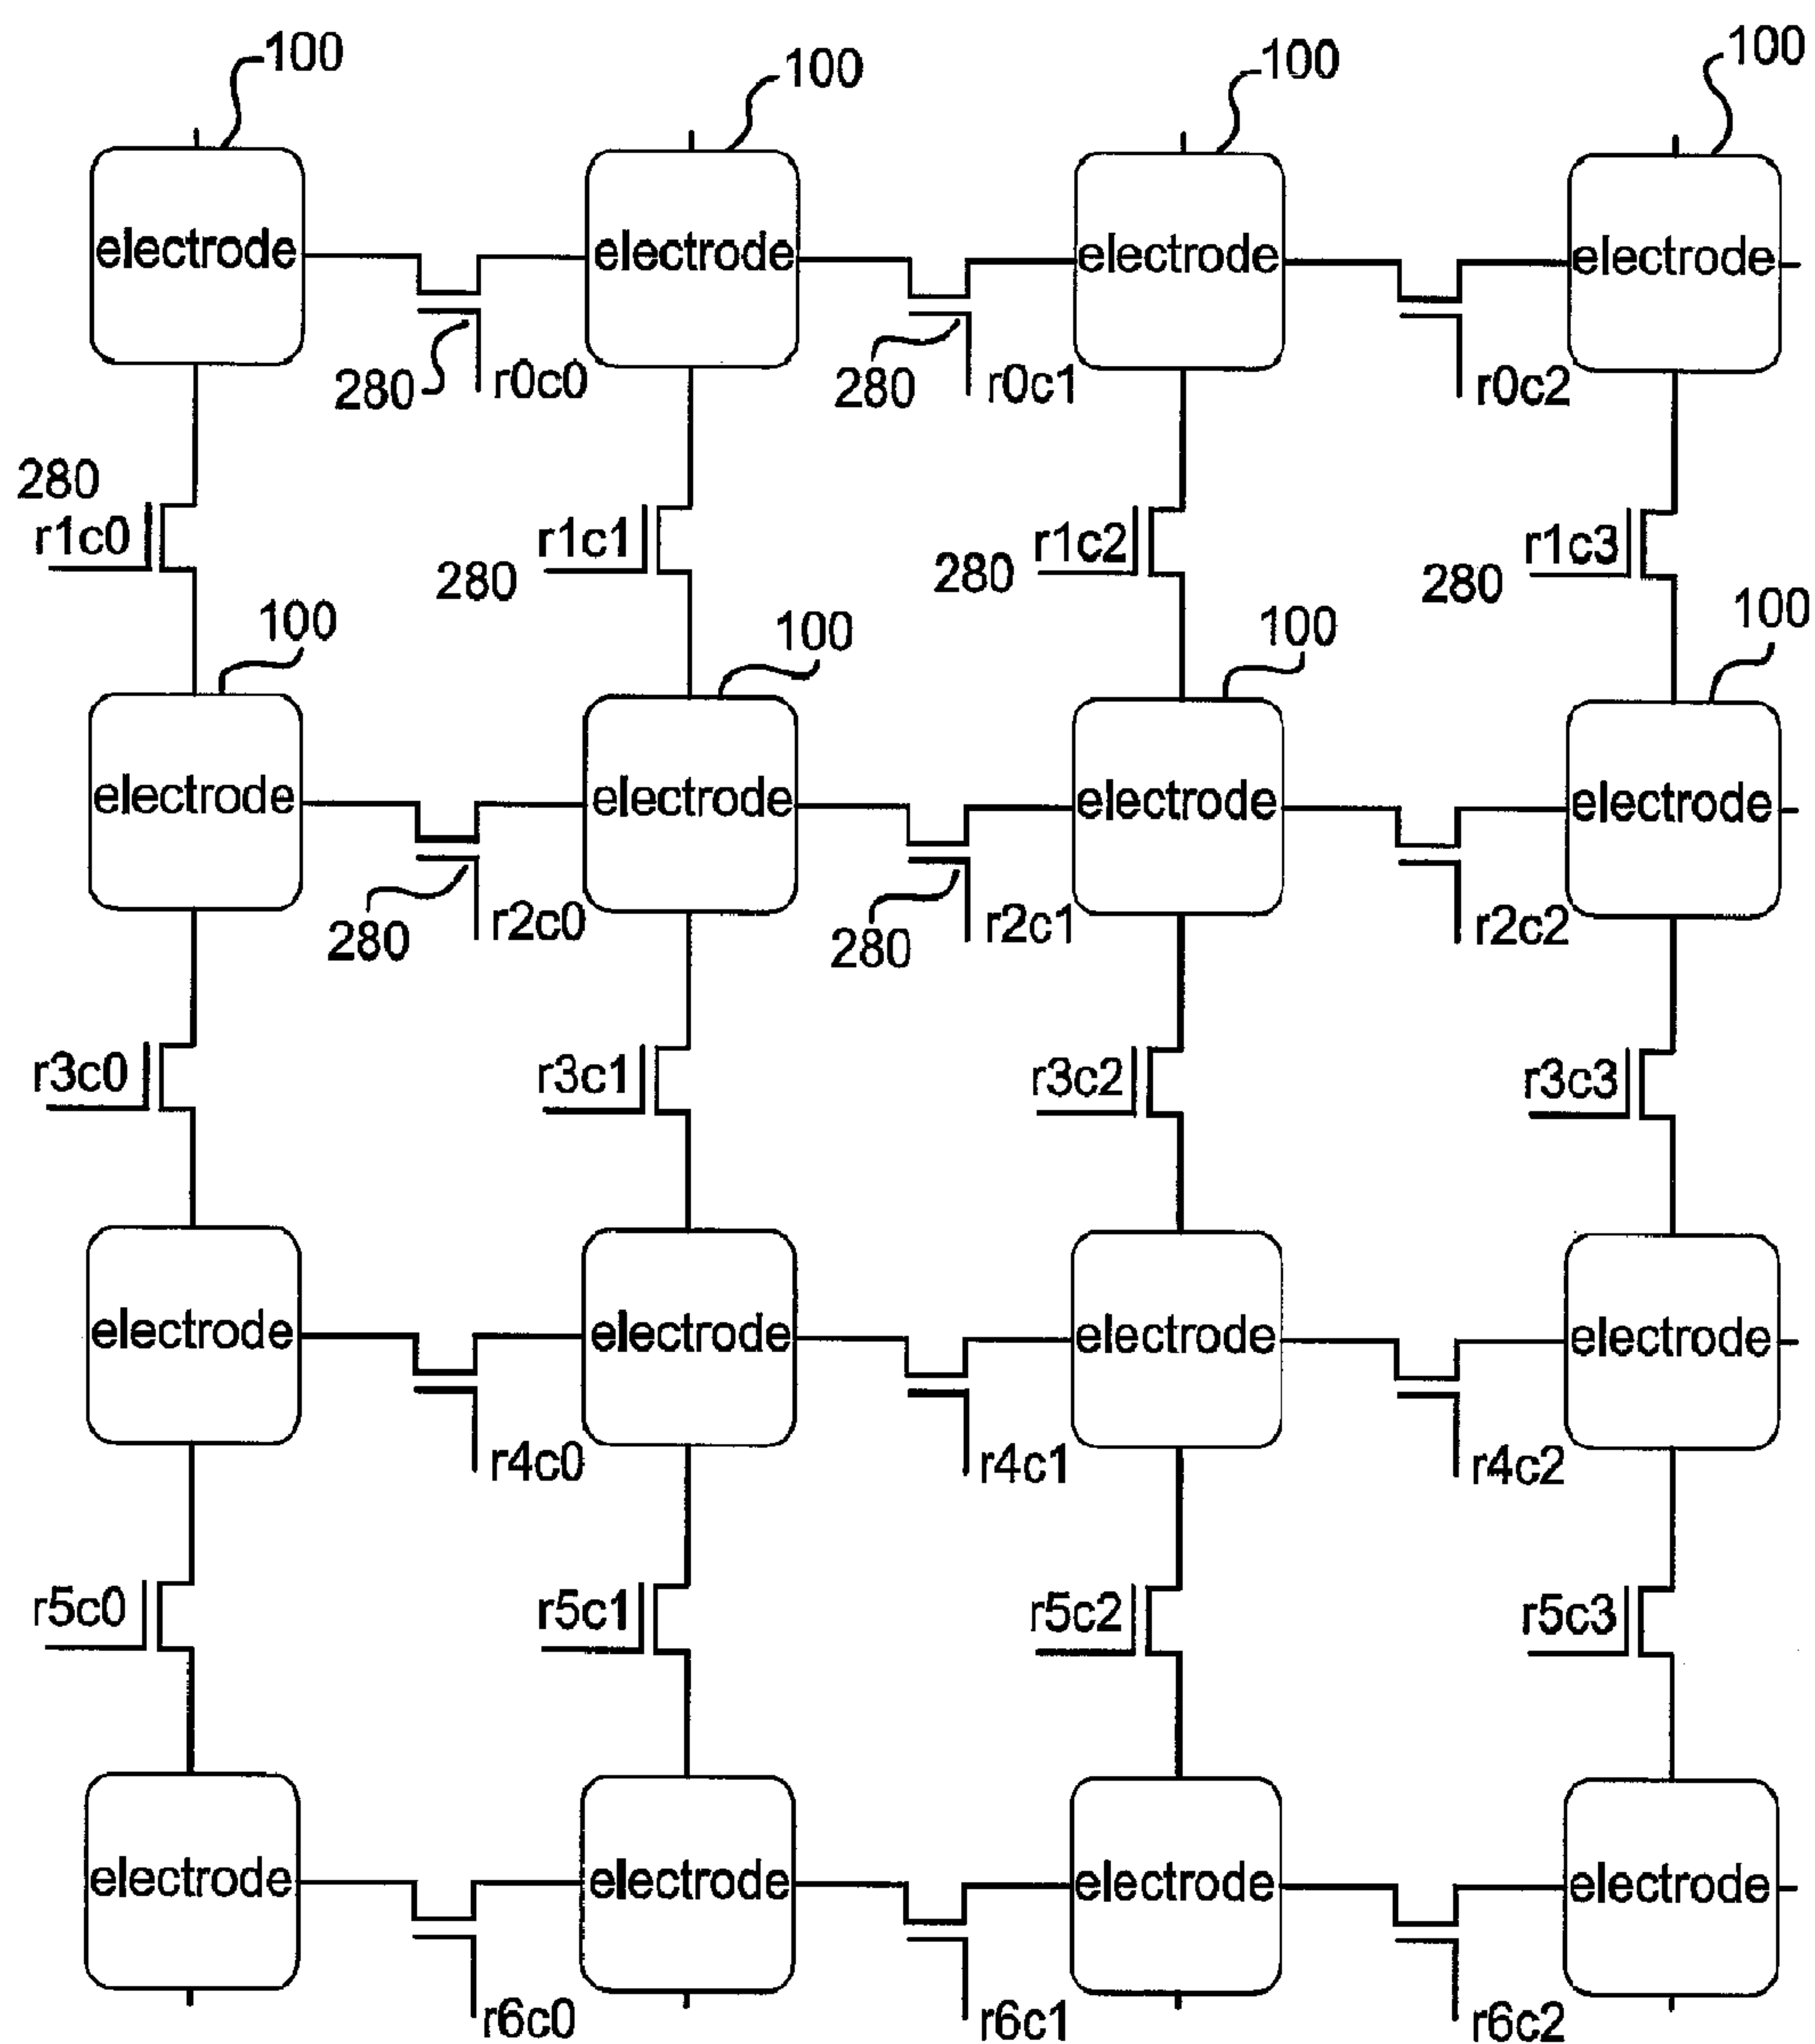 100 100 100 100
electrode electrode electrode electrode
280 r0c0 280 r0c1 r0c2
280
r1c0 r1c1 r1c2 r1c3
280 280 280
100 100 100 100
electrode electrode electrode electrode
280 r2c0 280 r2c1 r2c2
r3c0 r3c1 r3c2 r3c3
electrode electrode electrode electrode
r4c0 r4c1 r4c2
r5c0 r5c1 r5c2 r5c3
electrode electrode electrode electrode
r6c0 r6c1 r6c2